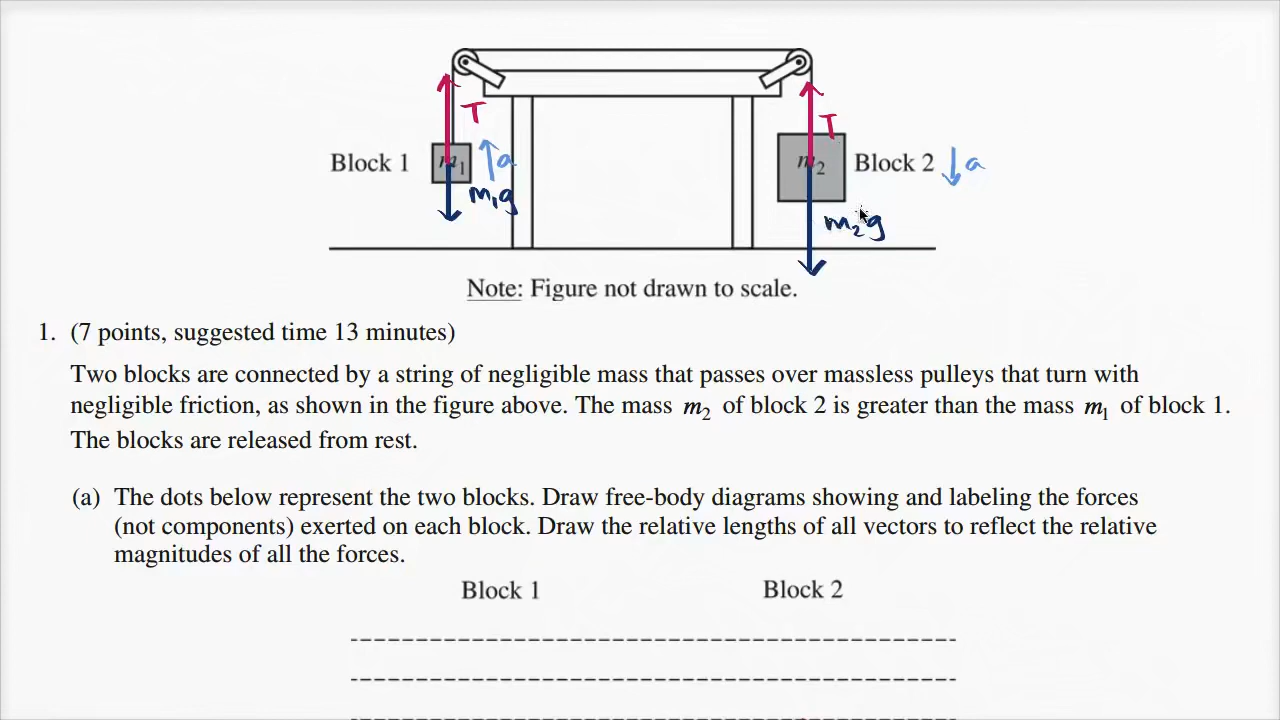 T
T
Block 1
m1
a
m2
Block 2
a
m1g
m2g
Note: Figure not drawn to scale.
1. (7 points, suggested time 13 minutes)
Two blocks are connected by a string of negligible mass that passes over massless pulleys that turn with
negligible friction, as shown in the figure above. The mass m2 of block 2 is greater than the mass m1 of block 1.
The blocks are released from rest.
(a) The dots below represent the two blocks. Draw free-body diagrams showing and labeling the forces
(not components) exerted on each block. Draw the relative lengths of all vectors to reflect the relative
magnitudes of all the forces.
Block 1 Block 2